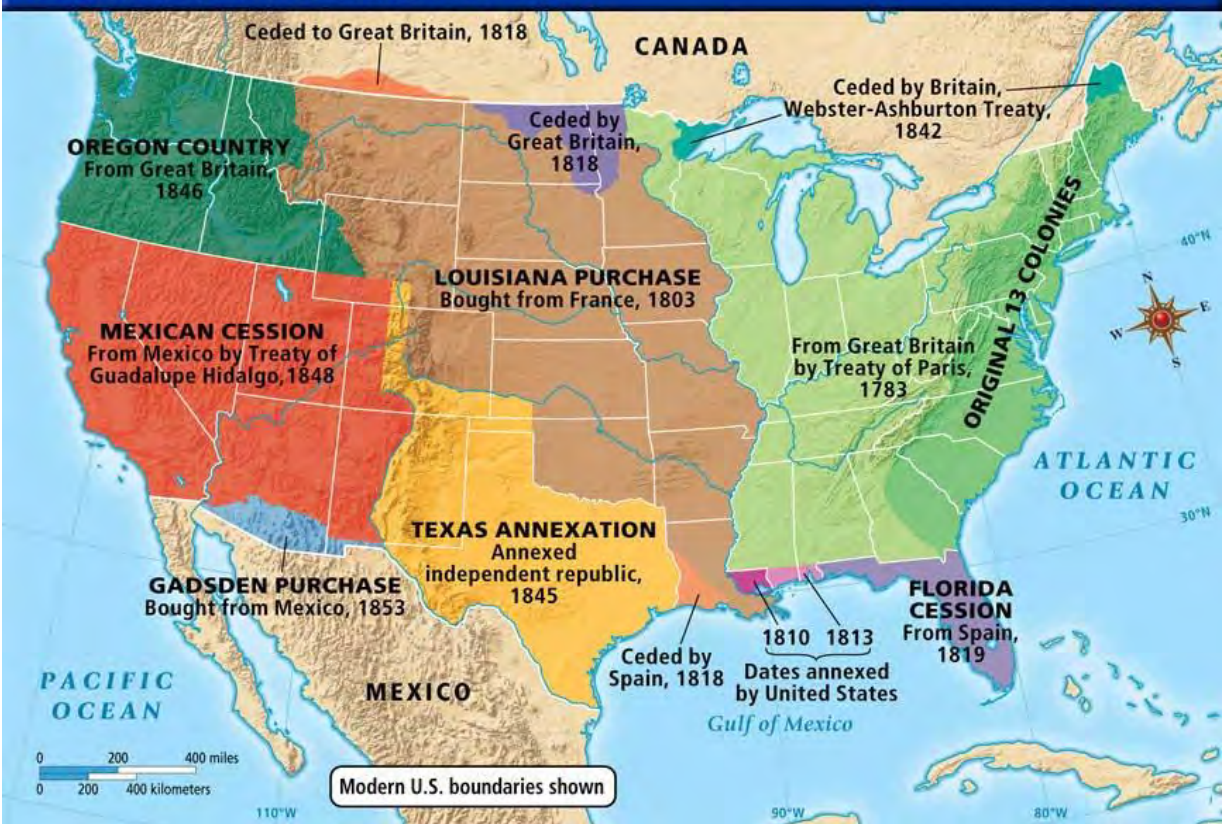 Ceded to Great Britain, 1818
CANADA
Ceded by Britain,
Webster-Ashburton Treaty,
1842
Ceded by
Great Britain,
1818
OREGON COUNTRY
From Great Britain,
1846
ORIGINAL 13 COLONIES
40°N
N
E
W
S
LOUISIANA PURCHASE
Bought from France, 1803
MEXICAN CESSION
From Mexico by Treaty of
Guadalupe Hidalgo, 1848
From Great Britain
by Treaty of Paris,
1783
ATLANTIC
OCEAN
30°N
TEXAS ANNEXATION
Annexed
independent republic,
1845
GADSDEN PURCHASE
Bought from Mexico, 1853
FLORIDA
CESSION
From Spain,
1819
1810 1813
Dates annexed
by United States
Ceded by
Spain, 1818
PACIFIC
OCEAN
MEXICO
Gulf of Mexico
0 200 400 miles
0 200 400 kilometers
Modern U.S. boundaries shown
110°W
90°W
80°W